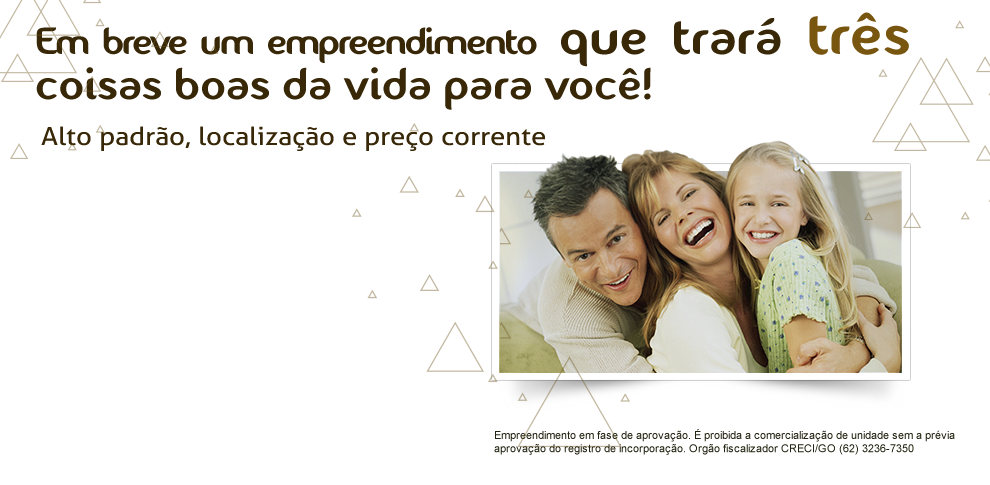 Em breve um empreendimento que trará três
coisas boas da vida para você!
Alto padrão, localização e preço corrente
Empreendimento em fase de aprovação. É proibida a comercialização de unidade sem a prévia
aprovação do registro de incorporação. Orgão fiscalizador CRECI/GO (62) 3236-7350